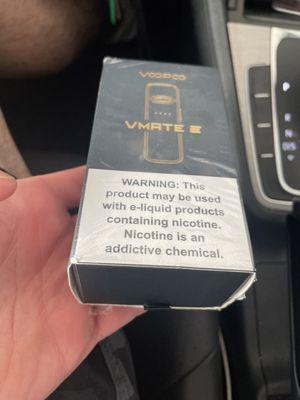 VOOPOO
VMATE E
WARNING: This
product may be used
with e-liquid products
containing nicotine.
Nicotine is an
addictive chemical.